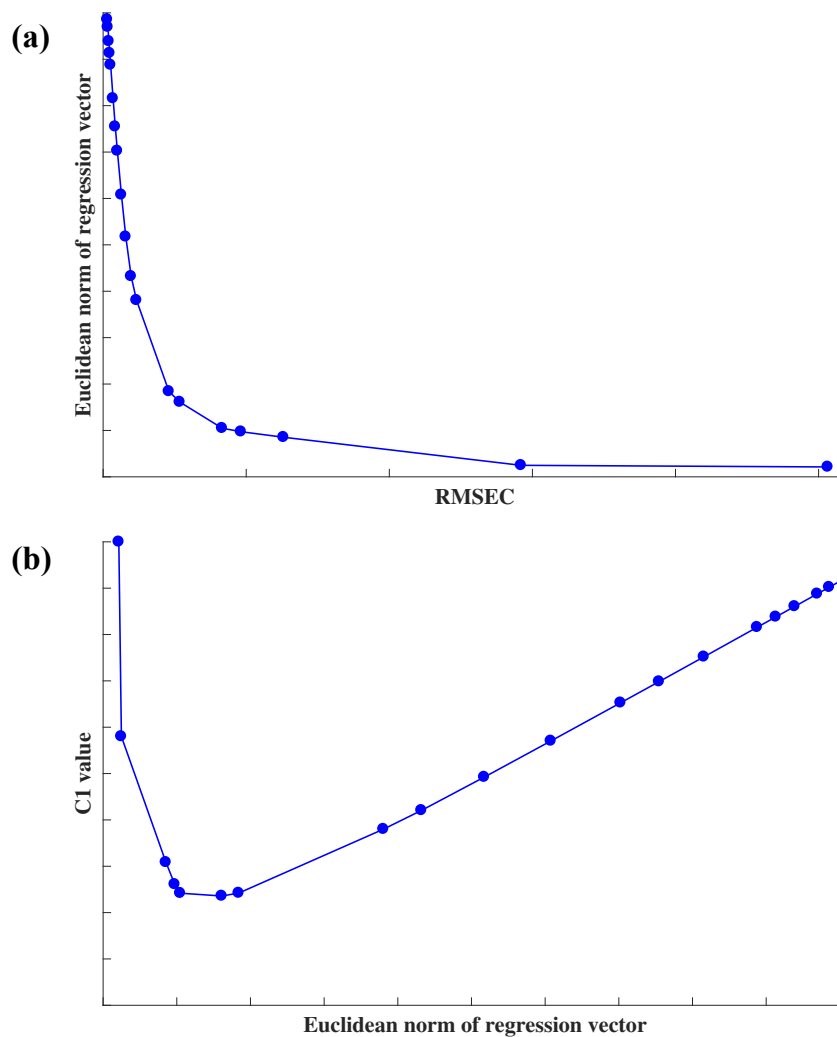 (a)
Euclidean norm of regression vector
RMSEC
(b)
C1 value
Euclidean norm of regression vector